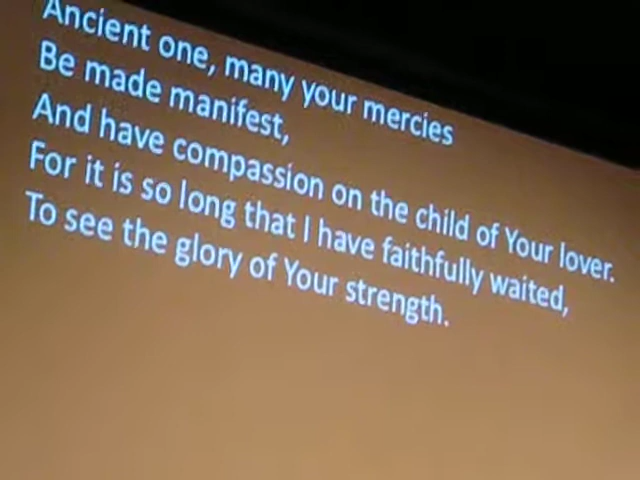 Ancient one, many your mercies
Be made manifest,
And have compassion on the child of Your lover.
For it is so long that I have faithfully waited,
To see the glory of Your strength.